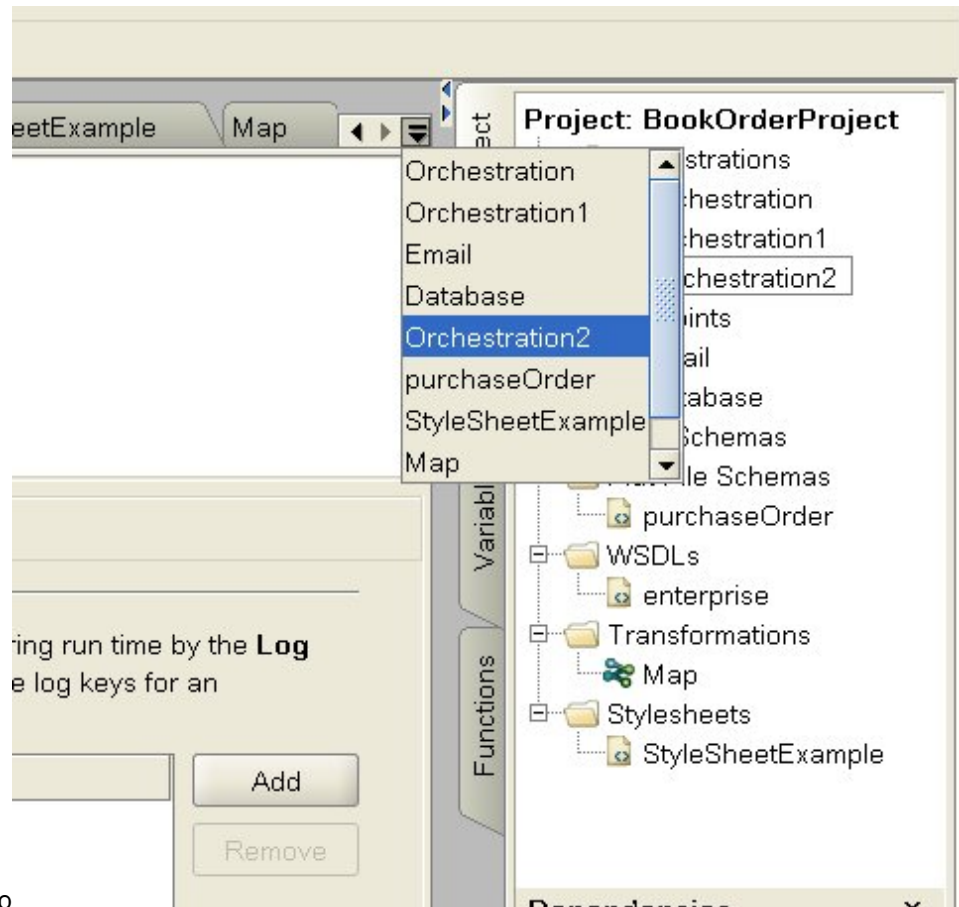 eetExample
Map
Project: BookOrderProject
Orchestration
Orchestration1
Email
Database
Orchestration2
purchaseOrder
StyleSheetExample
Map
strations
hestration
hestration1
chestration2
ints
ail
tabase
Schemas
le Schemas
purchaseOrder
WSDLs
enterprise
Transformations
Map
Stylesheets
StyleSheetExample
ect
Variabl
Functions
ring run time by the Log
e log keys for an
Add
Remove
o